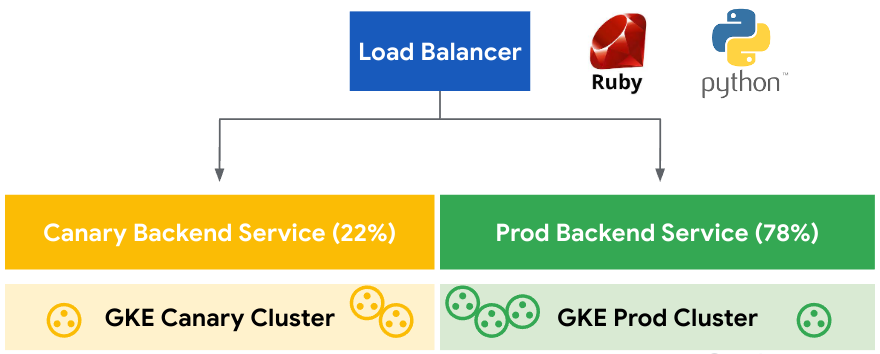 Load Balancer
Ruby
python™
Canary Backend Service (22%)
Prod Backend Service (78%)
GKE Canary Cluster
GKE Prod Cluster